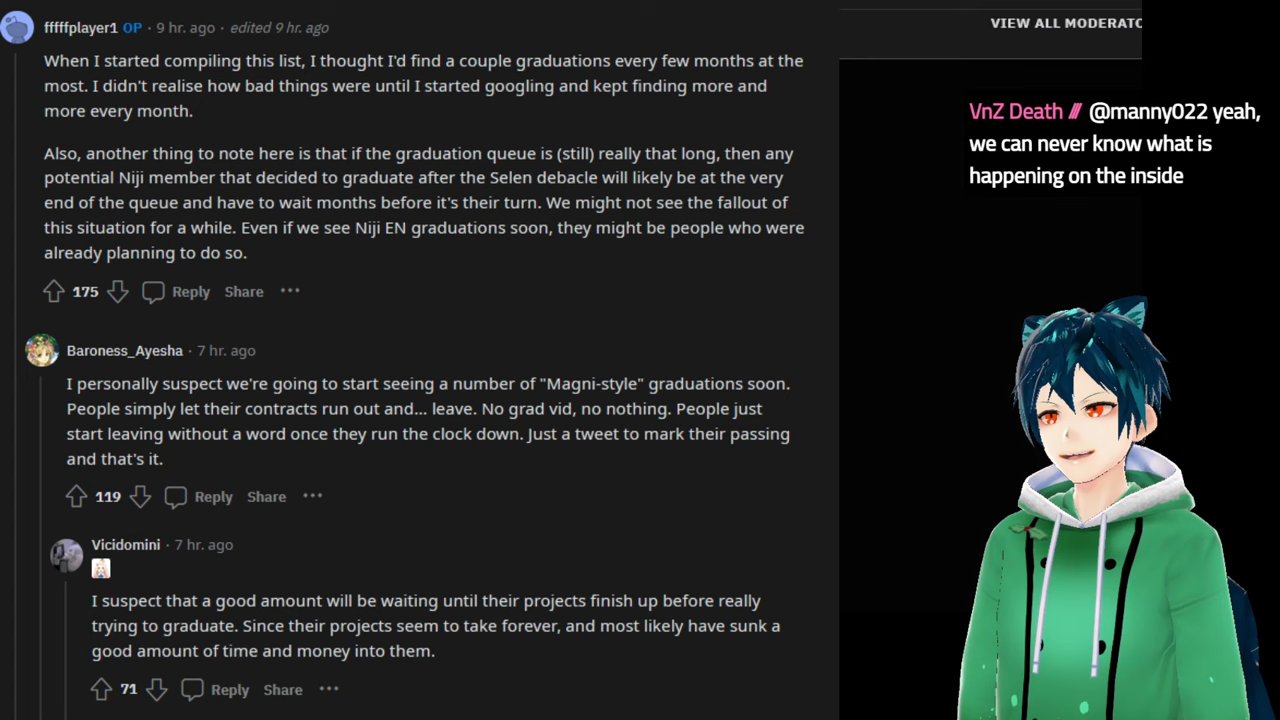 fffffplayer1 OP · 9 hr. ago · edited 9 hr. ago
When I started compiling this list, I thought I'd find a couple graduations every few months at the
most. I didn't realise how bad things were until I started googling and kept finding more and
more every month.
Also, another thing to note here is that if the graduation queue is (still) really that long, then any
potential Niji member that decided to graduate after the Selen debacle will likely be at the very
end of the queue and have to wait months before it's their turn. We might not see the fallout of
this situation for a while. Even if we see Niji EN graduations soon, they might be people who were
already planning to do so.
175 Reply Share ···
Baroness_Ayesha · 7 hr. ago
I personally suspect we're going to start seeing a number of "Magni-style" graduations soon.
People simply let their contracts run out and... leave. No grad vid, no nothing. People just
start leaving without a word once they run the clock down. Just a tweet to mark their passing
and that's it.
119 Reply Share ···
Vicidomini · 7 hr. ago
I suspect that a good amount will be waiting until their projects finish up before really
trying to graduate. Since their projects seem to take forever, and most likely have sunk a
good amount of time and money into them.
71 Reply Share ···
VIEW ALL MODERATO
VnZ Death /// @manny022 yeah,
we can never know what is
happening on the inside